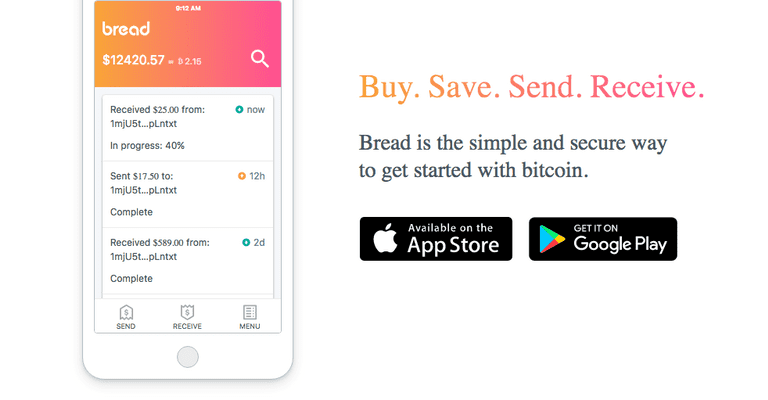 9:12 AM
bread
$12420.57 = ƀ 2.15
Received $25.00 from:
now
1mjU5t...pLntxt
In progress: 40%
Sent $17.50 to:
12h
1mjU5t...pLntxt
Complete
Received $589.00 from:
2d
1mjU5t...pLntxt
Complete
SEND
RECEIVE
MENU
Buy. Save. Send. Receive.
Bread is the simple and secure way
to get started with bitcoin.
Available on the
App Store
GET IT ON
Google Play